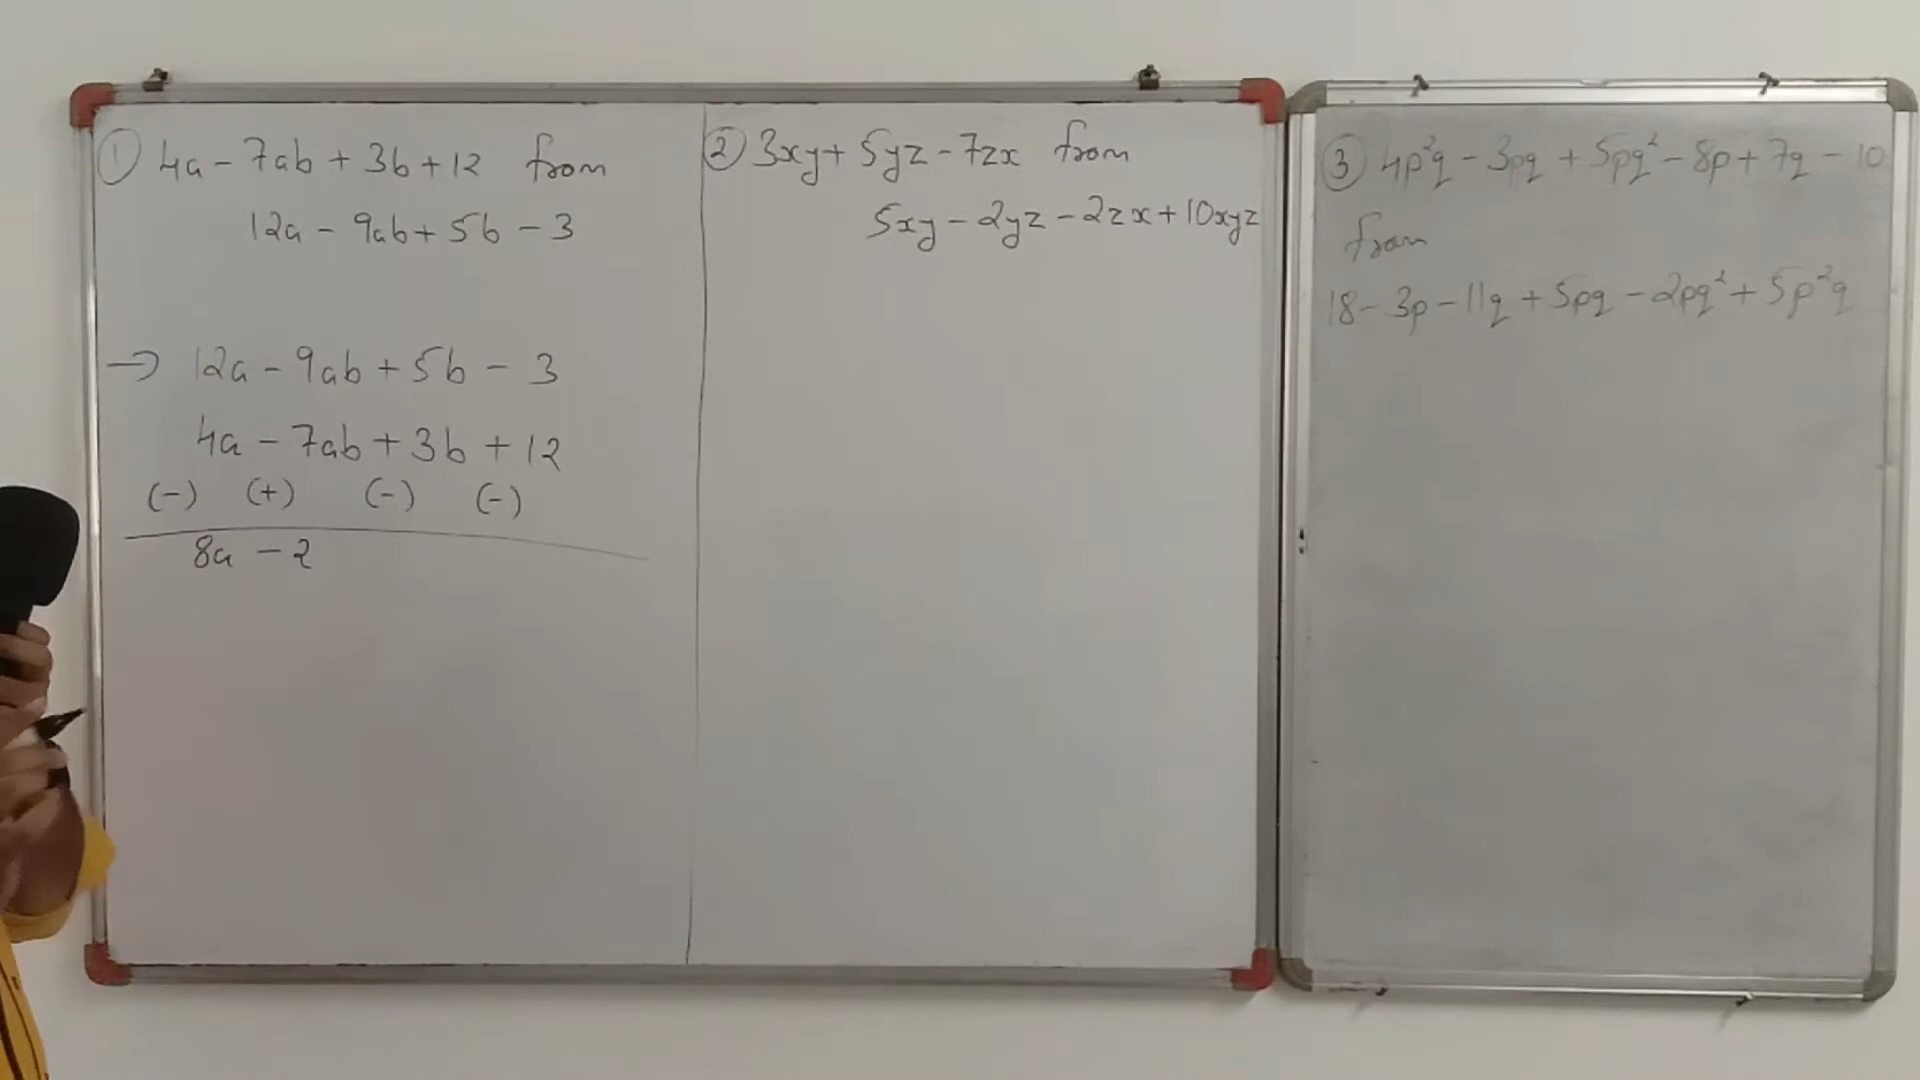 ① 4a - 7ab + 3b + 12 from
12a - 9ab + 5b - 3
→ 12a - 9ab + 5b - 3
4a - 7ab + 3b + 12
(-) (+) (-) (-)
8a - 2
② 3xy + 5yz - 7zx from
5xy - 2yz - 2zx + 10xyz
③ 4p²q - 3pq + 5pq² - 8p + 7q - 10
from
18 - 3p - 11q + 5pq - 2pq² + 5p²q